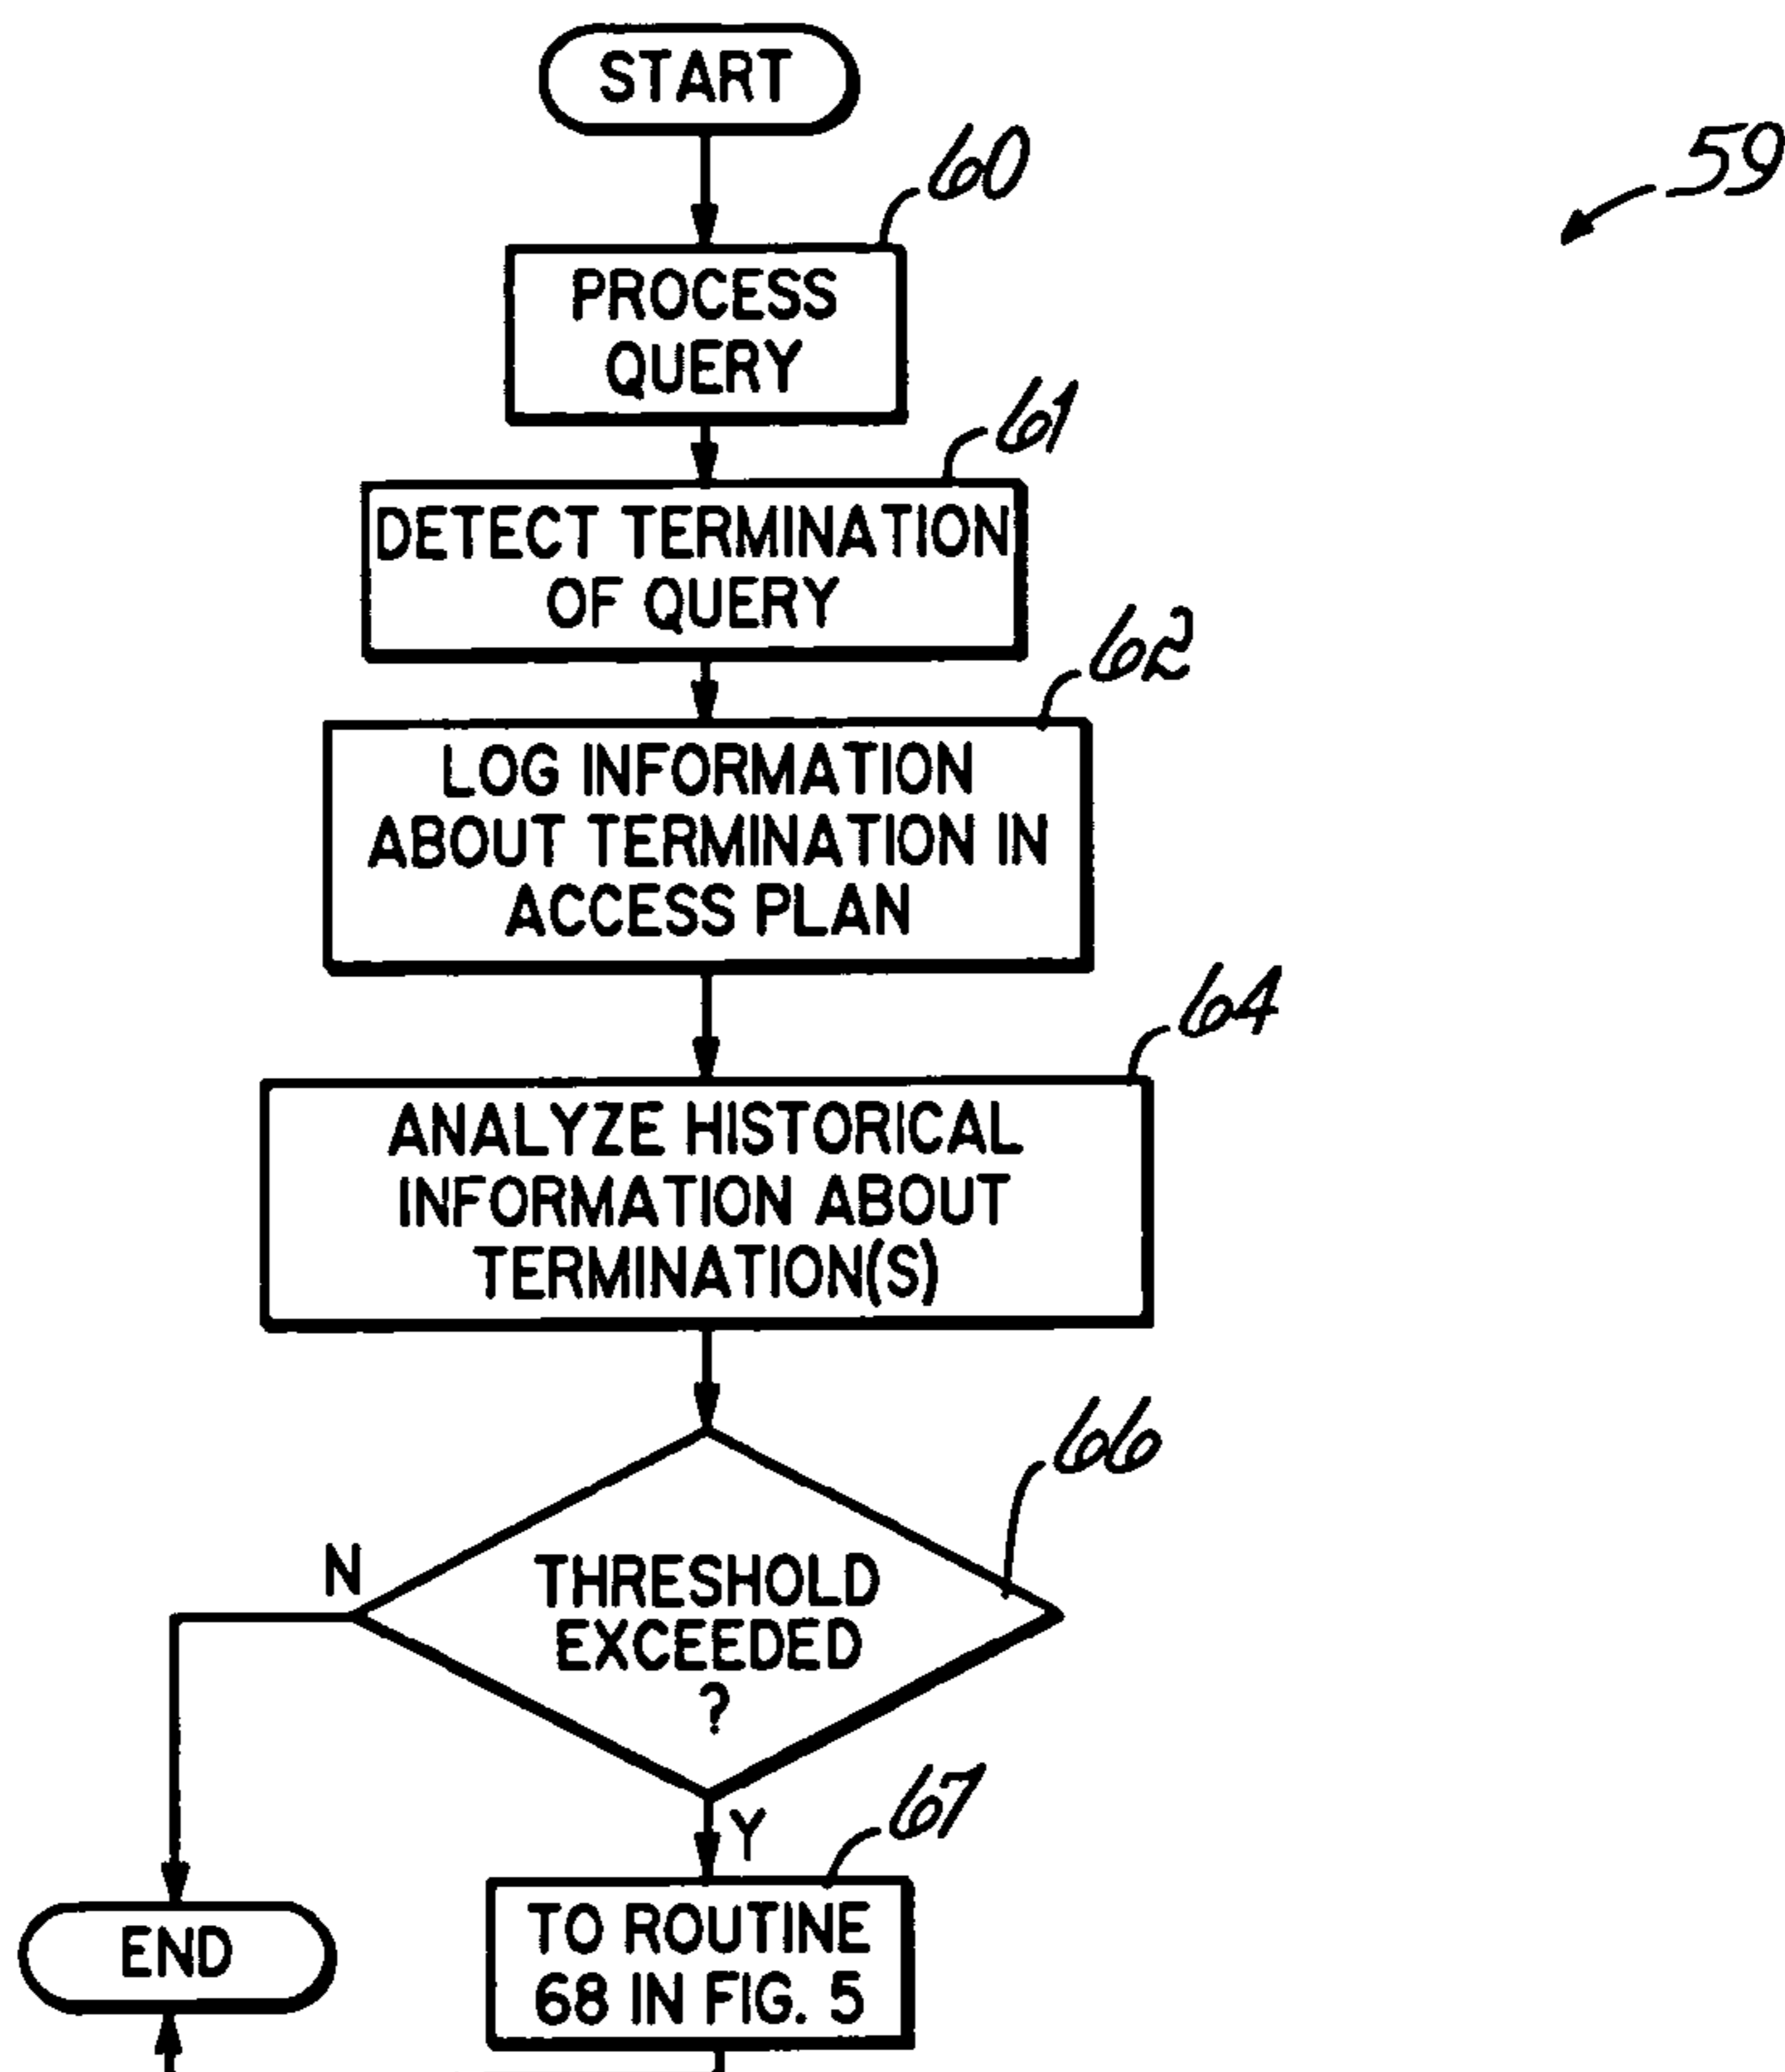 START
59
60
PROCESS
QUERY
61
DETECT TERMINATION
OF QUERY
62
LOG INFORMATION
ABOUT TERMINATION IN
ACCESS PLAN
64
ANALYZE HISTORICAL
INFORMATION ABOUT
TERMINATION(S)
66
N
THRESHOLD
EXCEEDED
?
Y
67
TO ROUTINE
68 IN FIG. 5
END